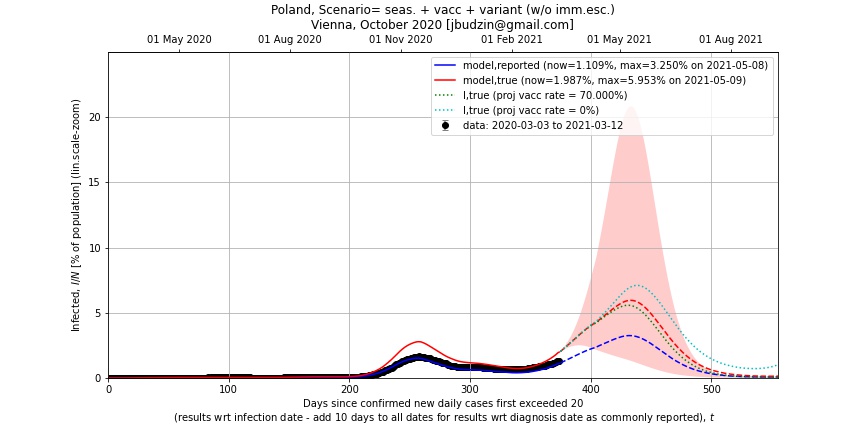 Poland, Scenario= seas. + vacc + variant (w/o imm.esc.)
Vienna, October 2020 [jbudzin@gmail.com]
01 May 2020 01 Aug 2020 01 Nov 2020 01 Feb 2021 01 May 2021 01 Aug 2021
model,reported (now=1.109%, max=3.250% on 2021-05-08)
model,true (now=1.987%, max=5.953% on 2021-05-09)
I,true (proj vacc rate = 70.000%)
I,true (proj vacc rate = 0%)
data: 2020-03-03 to 2021-03-12
Infected, I/N [% of population] (lin.scale-zoom)
20
15
10
5
0
0 100 200 300 400 500
Days since confirmed new daily cases first exceeded 20
(results wrt infection date - add 10 days to all dates for results wrt diagnosis date as commonly reported), t